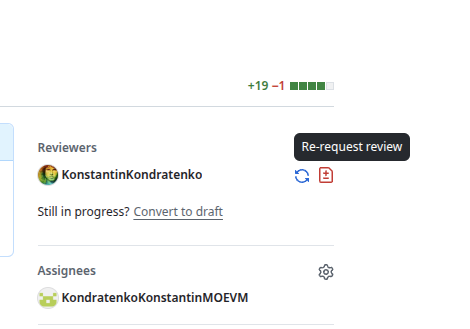 +19 −1
Reviewers
Re-request review
KonstantinKondratenko
Still in progress? Convert to draft
Assignees
KondratenkoKonstantinMOEVM